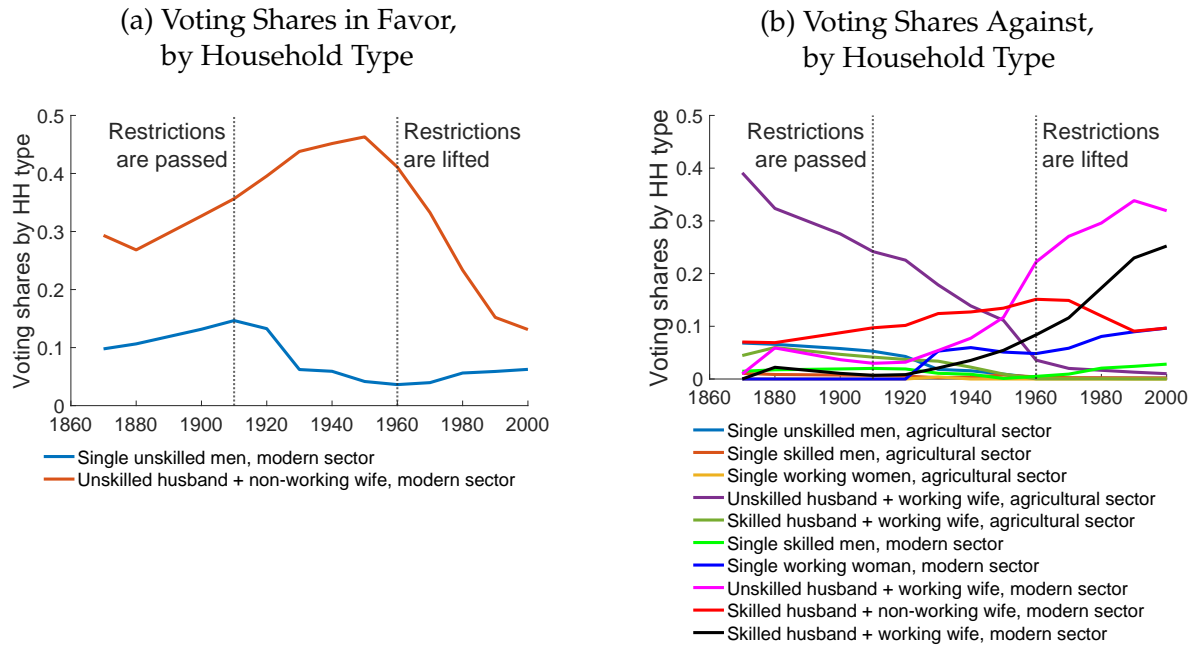 (a) Voting Shares in Favor,
by Household Type
Voting shares by HH type
0.5
0.4
0.3
0.2
0.1
0
Restrictions
are passed
Restrictions
are lifted
1860 1880 1900 1920 1940 1960 1980 2000
Single unskilled men, modern sector
Unskilled husband + non-working wife, modern sector
(b) Voting Shares Against,
by Household Type
Voting shares by HH type
0.5
0.4
0.3
0.2
0.1
0
Restrictions
are passed
Restrictions
are lifted
1860 1880 1900 1920 1940 1960 1980 2000
Single unskilled men, agricultural sector
Single skilled men, agricultural sector
Single working women, agricultural sector
Unskilled husband + working wife, agricultural sector
Skilled husband + working wife, agricultural sector
Single skilled men, modern sector
Single working woman, modern sector
Unskilled husband + working wife, modern sector
Skilled husband + non-working wife, modern sector
Skilled husband + working wife, modern sector